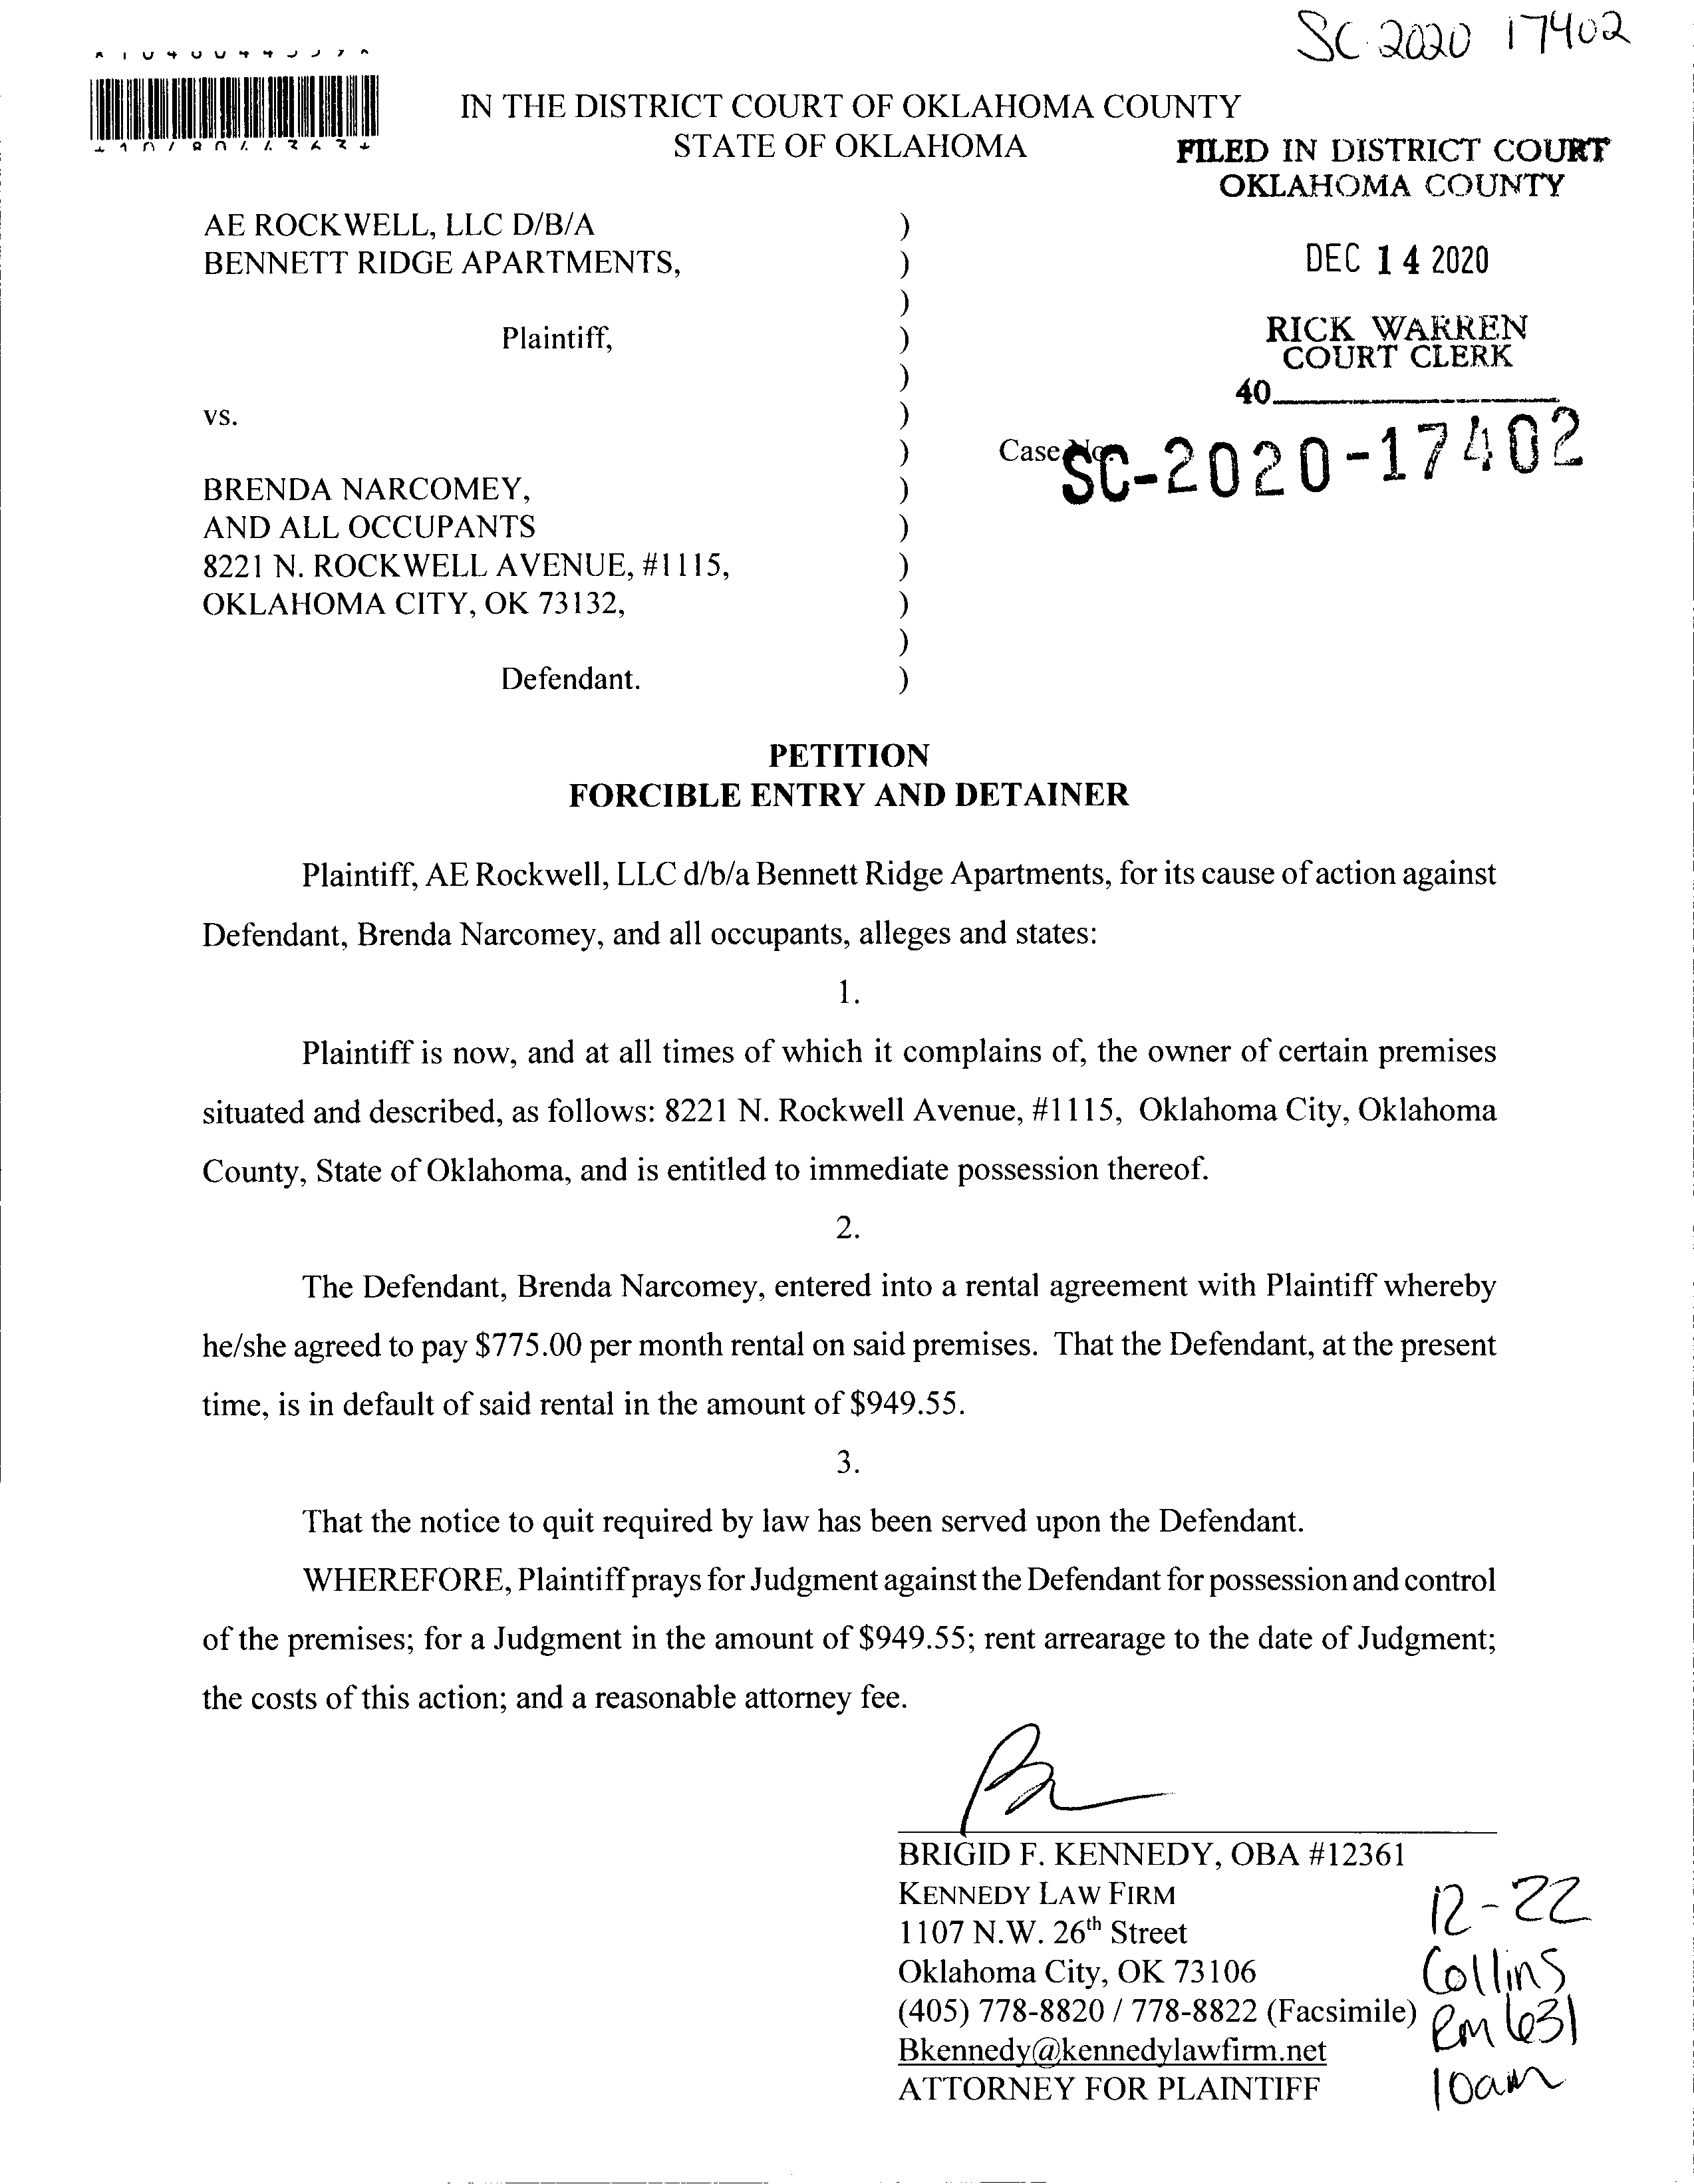 SC 2020 17402
IN THE DISTRICT COURT OF OKLAHOMA COUNTY
STATE OF OKLAHOMA
FILED IN DISTRICT COURT
OKLAHOMA COUNTY
DEC 14 2020
RICK WARREN
COURT CLERK
40
AE ROCKWELL, LLC D/B/A )
BENNETT RIDGE APARTMENTS, )
)
Plaintiff, )
)
vs. )
) Case No. SC-2020-17402
BRENDA NARCOMEY, )
AND ALL OCCUPANTS )
8221 N. ROCKWELL AVENUE, #1115, )
OKLAHOMA CITY, OK 73132, )
)
Defendant. )
PETITION
FORCIBLE ENTRY AND DETAINER
Plaintiff, AE Rockwell, LLC d/b/a Bennett Ridge Apartments, for its cause of action against
Defendant, Brenda Narcomey, and all occupants, alleges and states:
1.
Plaintiff is now, and at all times of which it complains of, the owner of certain premises
situated and described, as follows: 8221 N. Rockwell Avenue, #1115, Oklahoma City, Oklahoma
County, State of Oklahoma, and is entitled to immediate possession thereof.
2.
The Defendant, Brenda Narcomey, entered into a rental agreement with Plaintiff whereby
he/she agreed to pay $775.00 per month rental on said premises. That the Defendant, at the present
time, is in default of said rental in the amount of $949.55.
3.
That the notice to quit required by law has been served upon the Defendant.
WHEREFORE, Plaintiff prays for Judgment against the Defendant for possession and control
of the premises; for a Judgment in the amount of $949.55; rent arrearage to the date of Judgment;
the costs of this action; and a reasonable attorney fee.
BRIGID F. KENNEDY, OBA #12361
KENNEDY LAW FIRM
1107 N.W. 26th Street
Oklahoma City, OK 73106
(405) 778-8820 / 778-8822 (Facsimile)
Bkennedy@kennedylawfirm.net
ATTORNEY FOR PLAINTIFF
12-22
Collins
Rm 631
10am